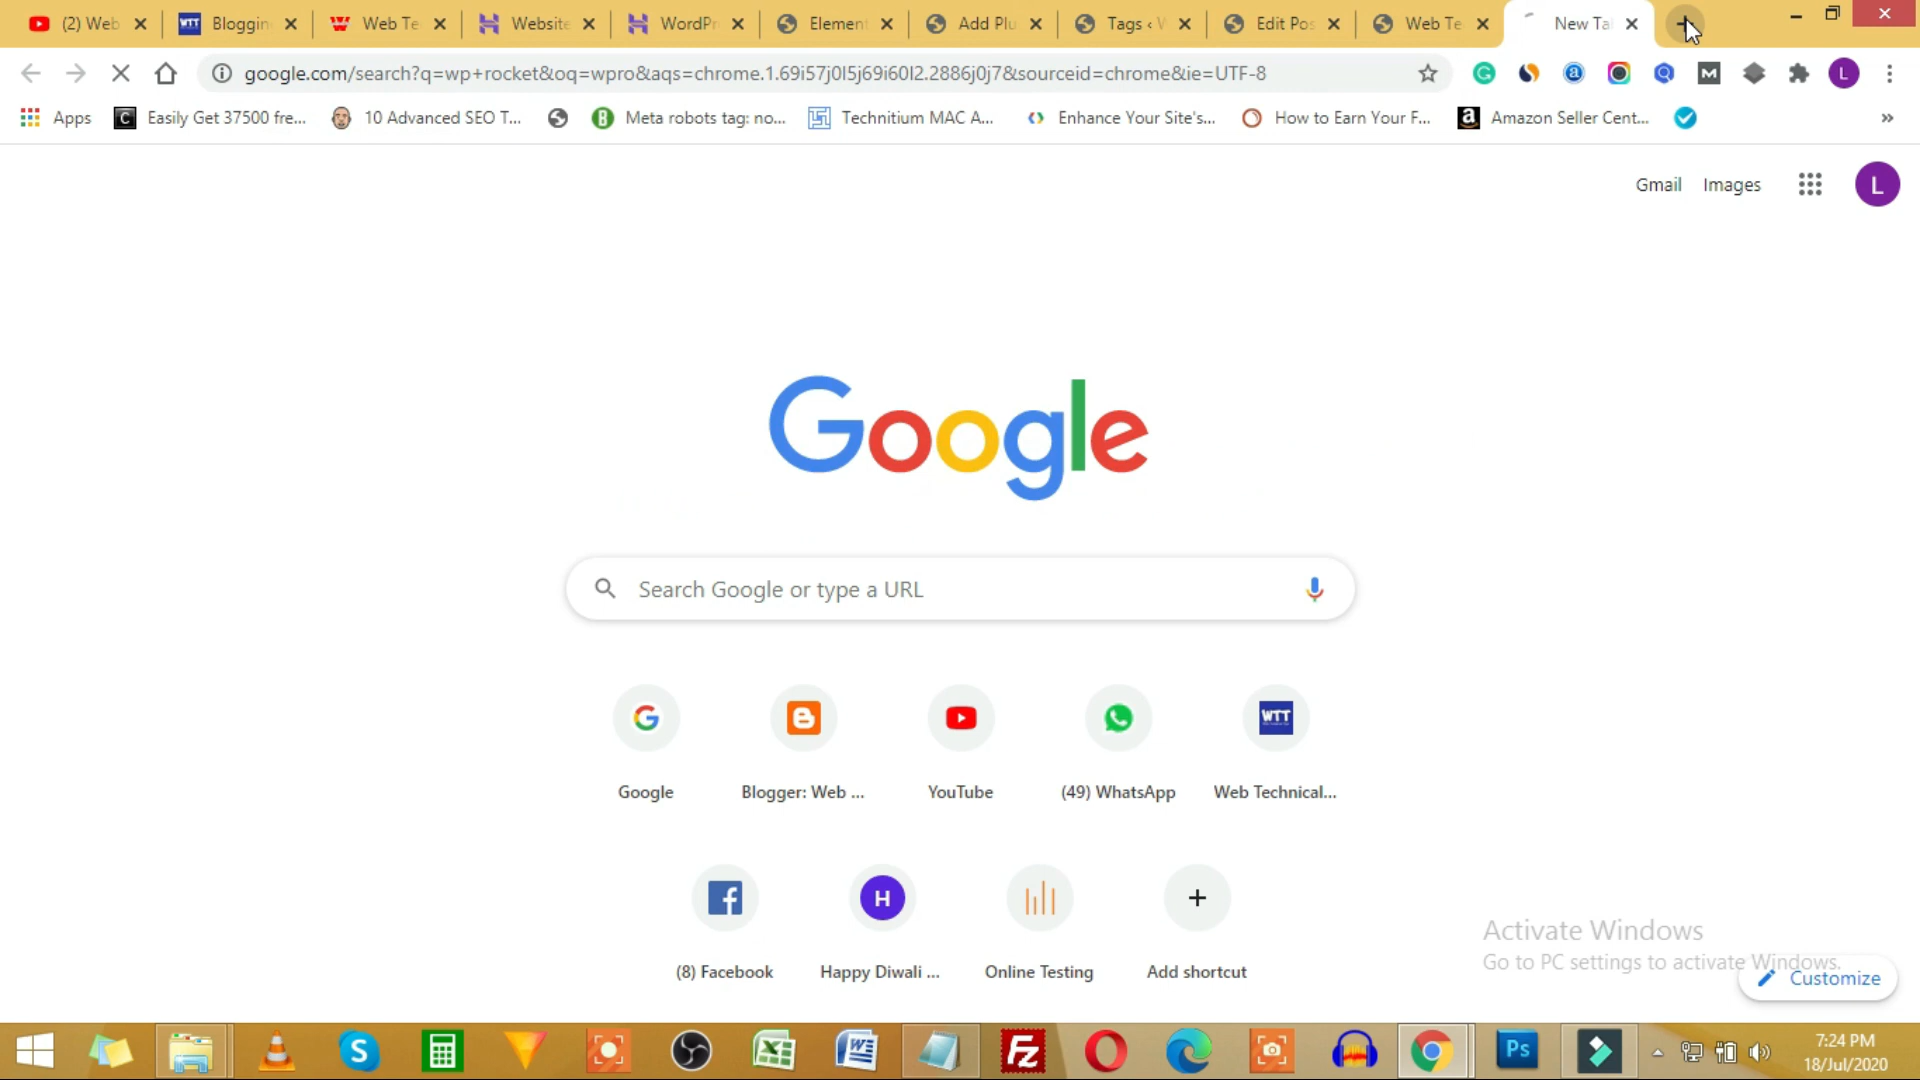 (2) Web
Bloggin
Web Te
Website
WordPr
Element
Add Plu
Tags ‹ W
Edit Pos
Web Te
New Ta
google.com/search?q=wp+rocket&oq=wpro&aqs=chrome.1.69i57j0l5j69i60l2.2886j0j7&sourceid=chrome&ie=UTF-8
L
Apps
Easily Get 37500 fre...
10 Advanced SEO T...
Meta robots tag: no...
Technitium MAC A...
Enhance Your Site's...
How to Earn Your F...
Amazon Seller Cent...
»
Gmail
Images
L
Google
Search Google or type a URL
WTT
Google
Blogger: Web ...
YouTube
(49) WhatsApp
Web Technical...
H
(8) Facebook
Happy Diwali ...
Online Testing
Add shortcut
Activate Windows
Go to PC settings to activate Windows.
Customize
Ps
7:24 PM
18/Jul/2020